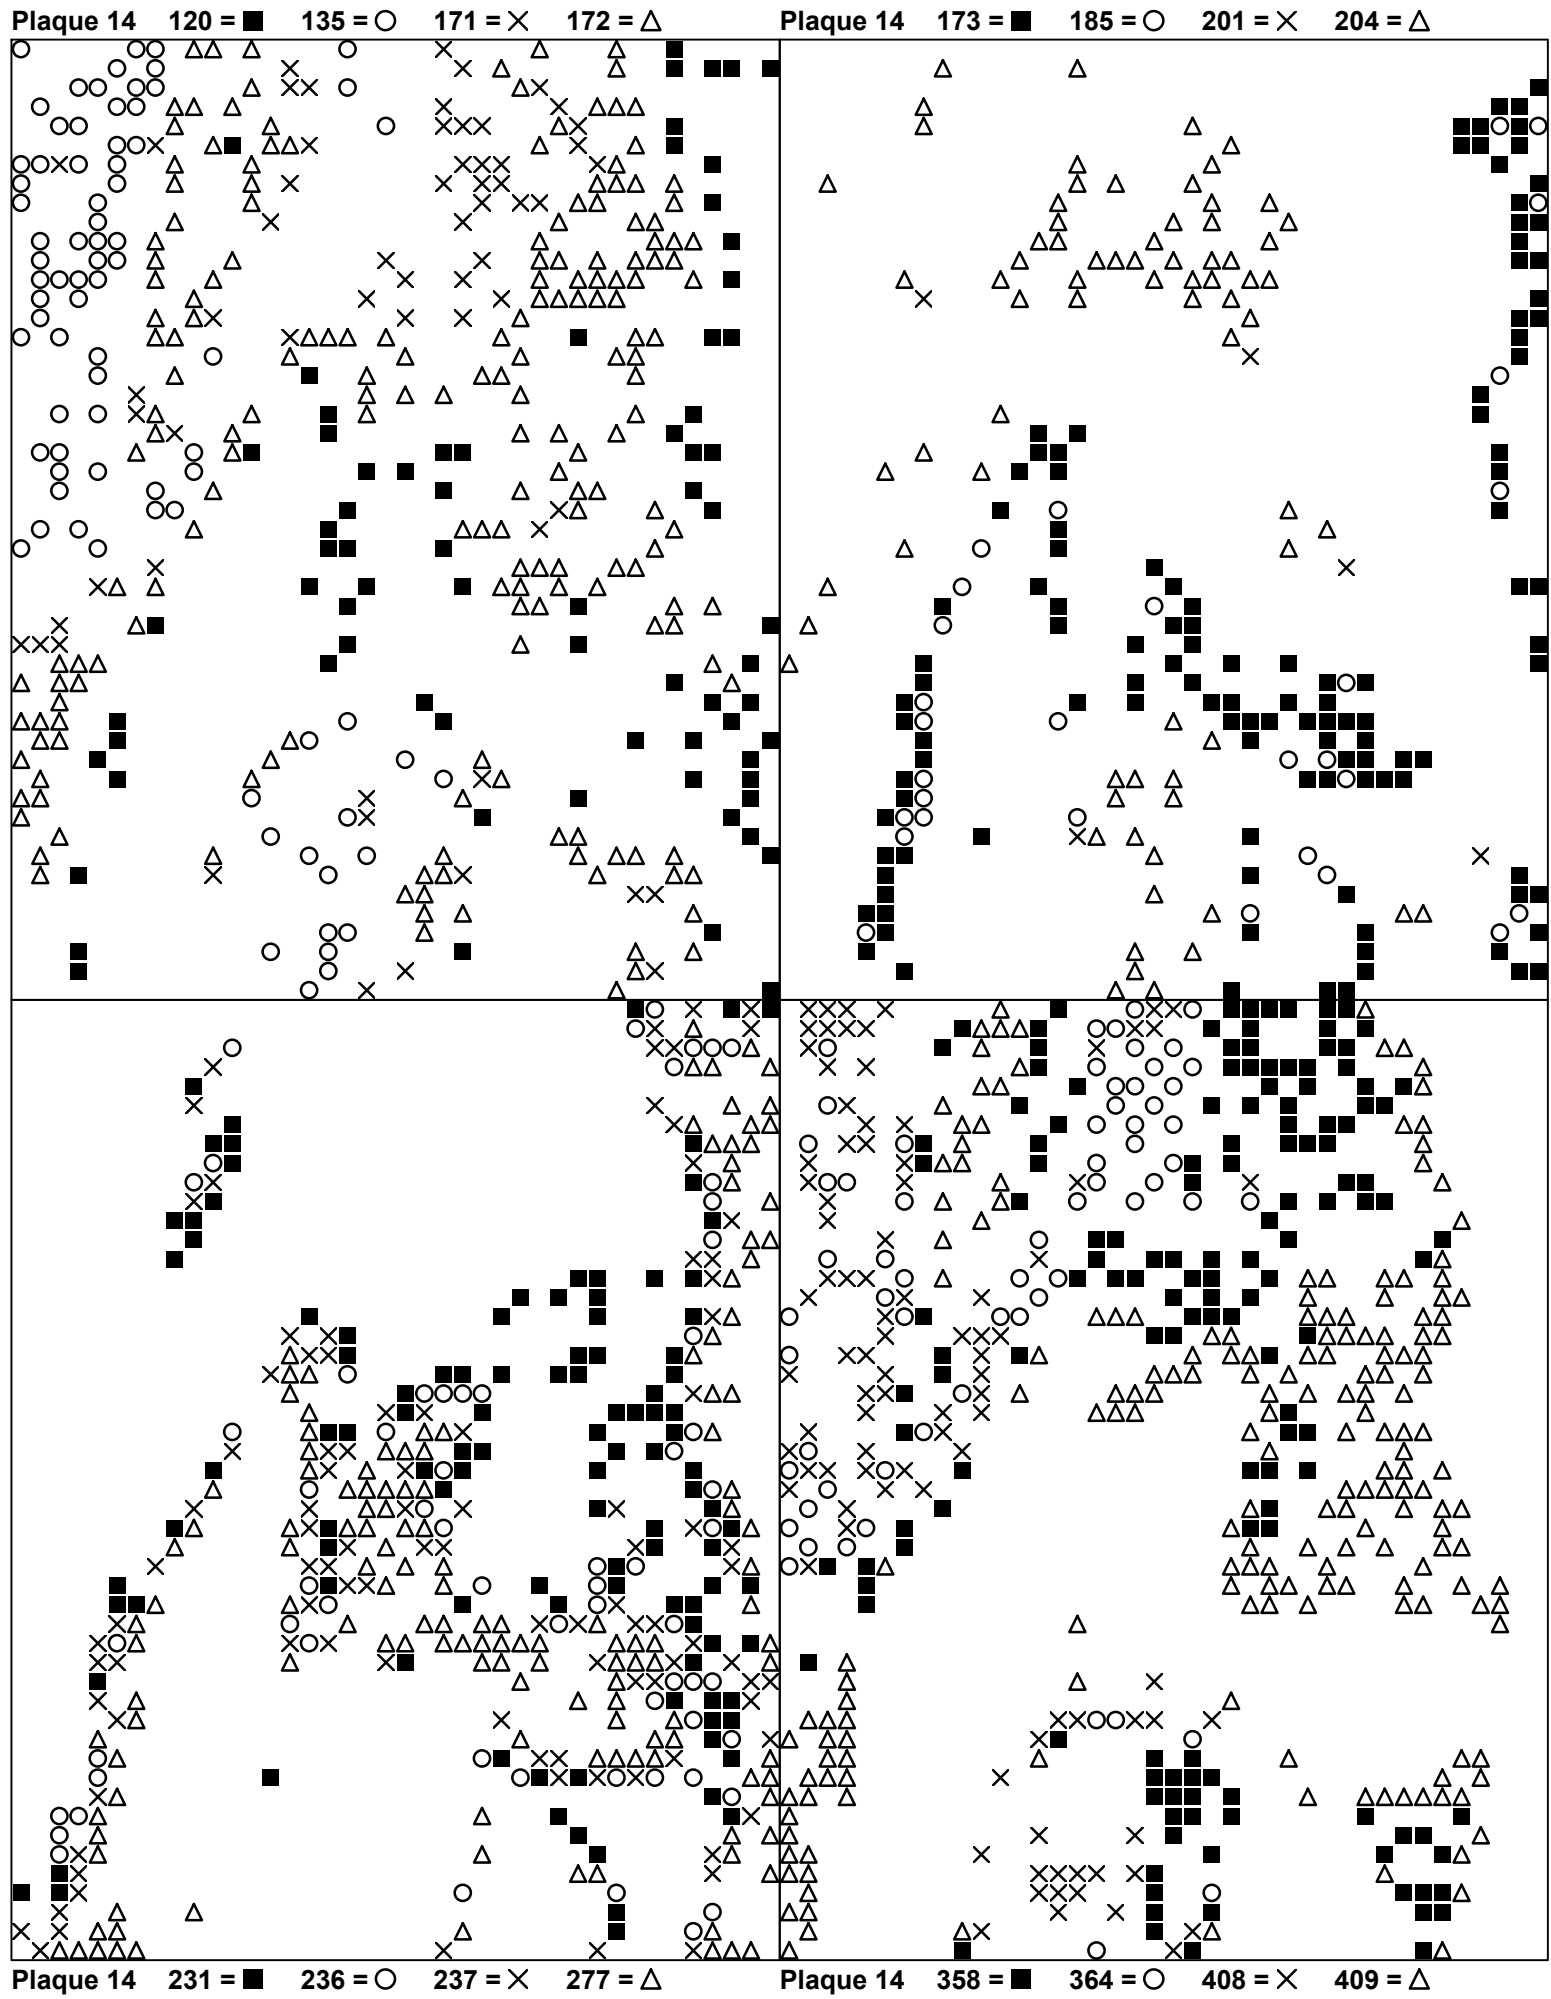 Plaque 14 120 = ■ 135 = ○ 171 = × 172 = △
Plaque 14 173 = ■ 185 = ○ 201 = × 204 = △
Plaque 14 231 = ■ 236 = ○ 237 = × 277 = △
Plaque 14 358 = ■ 364 = ○ 408 = × 409 = △